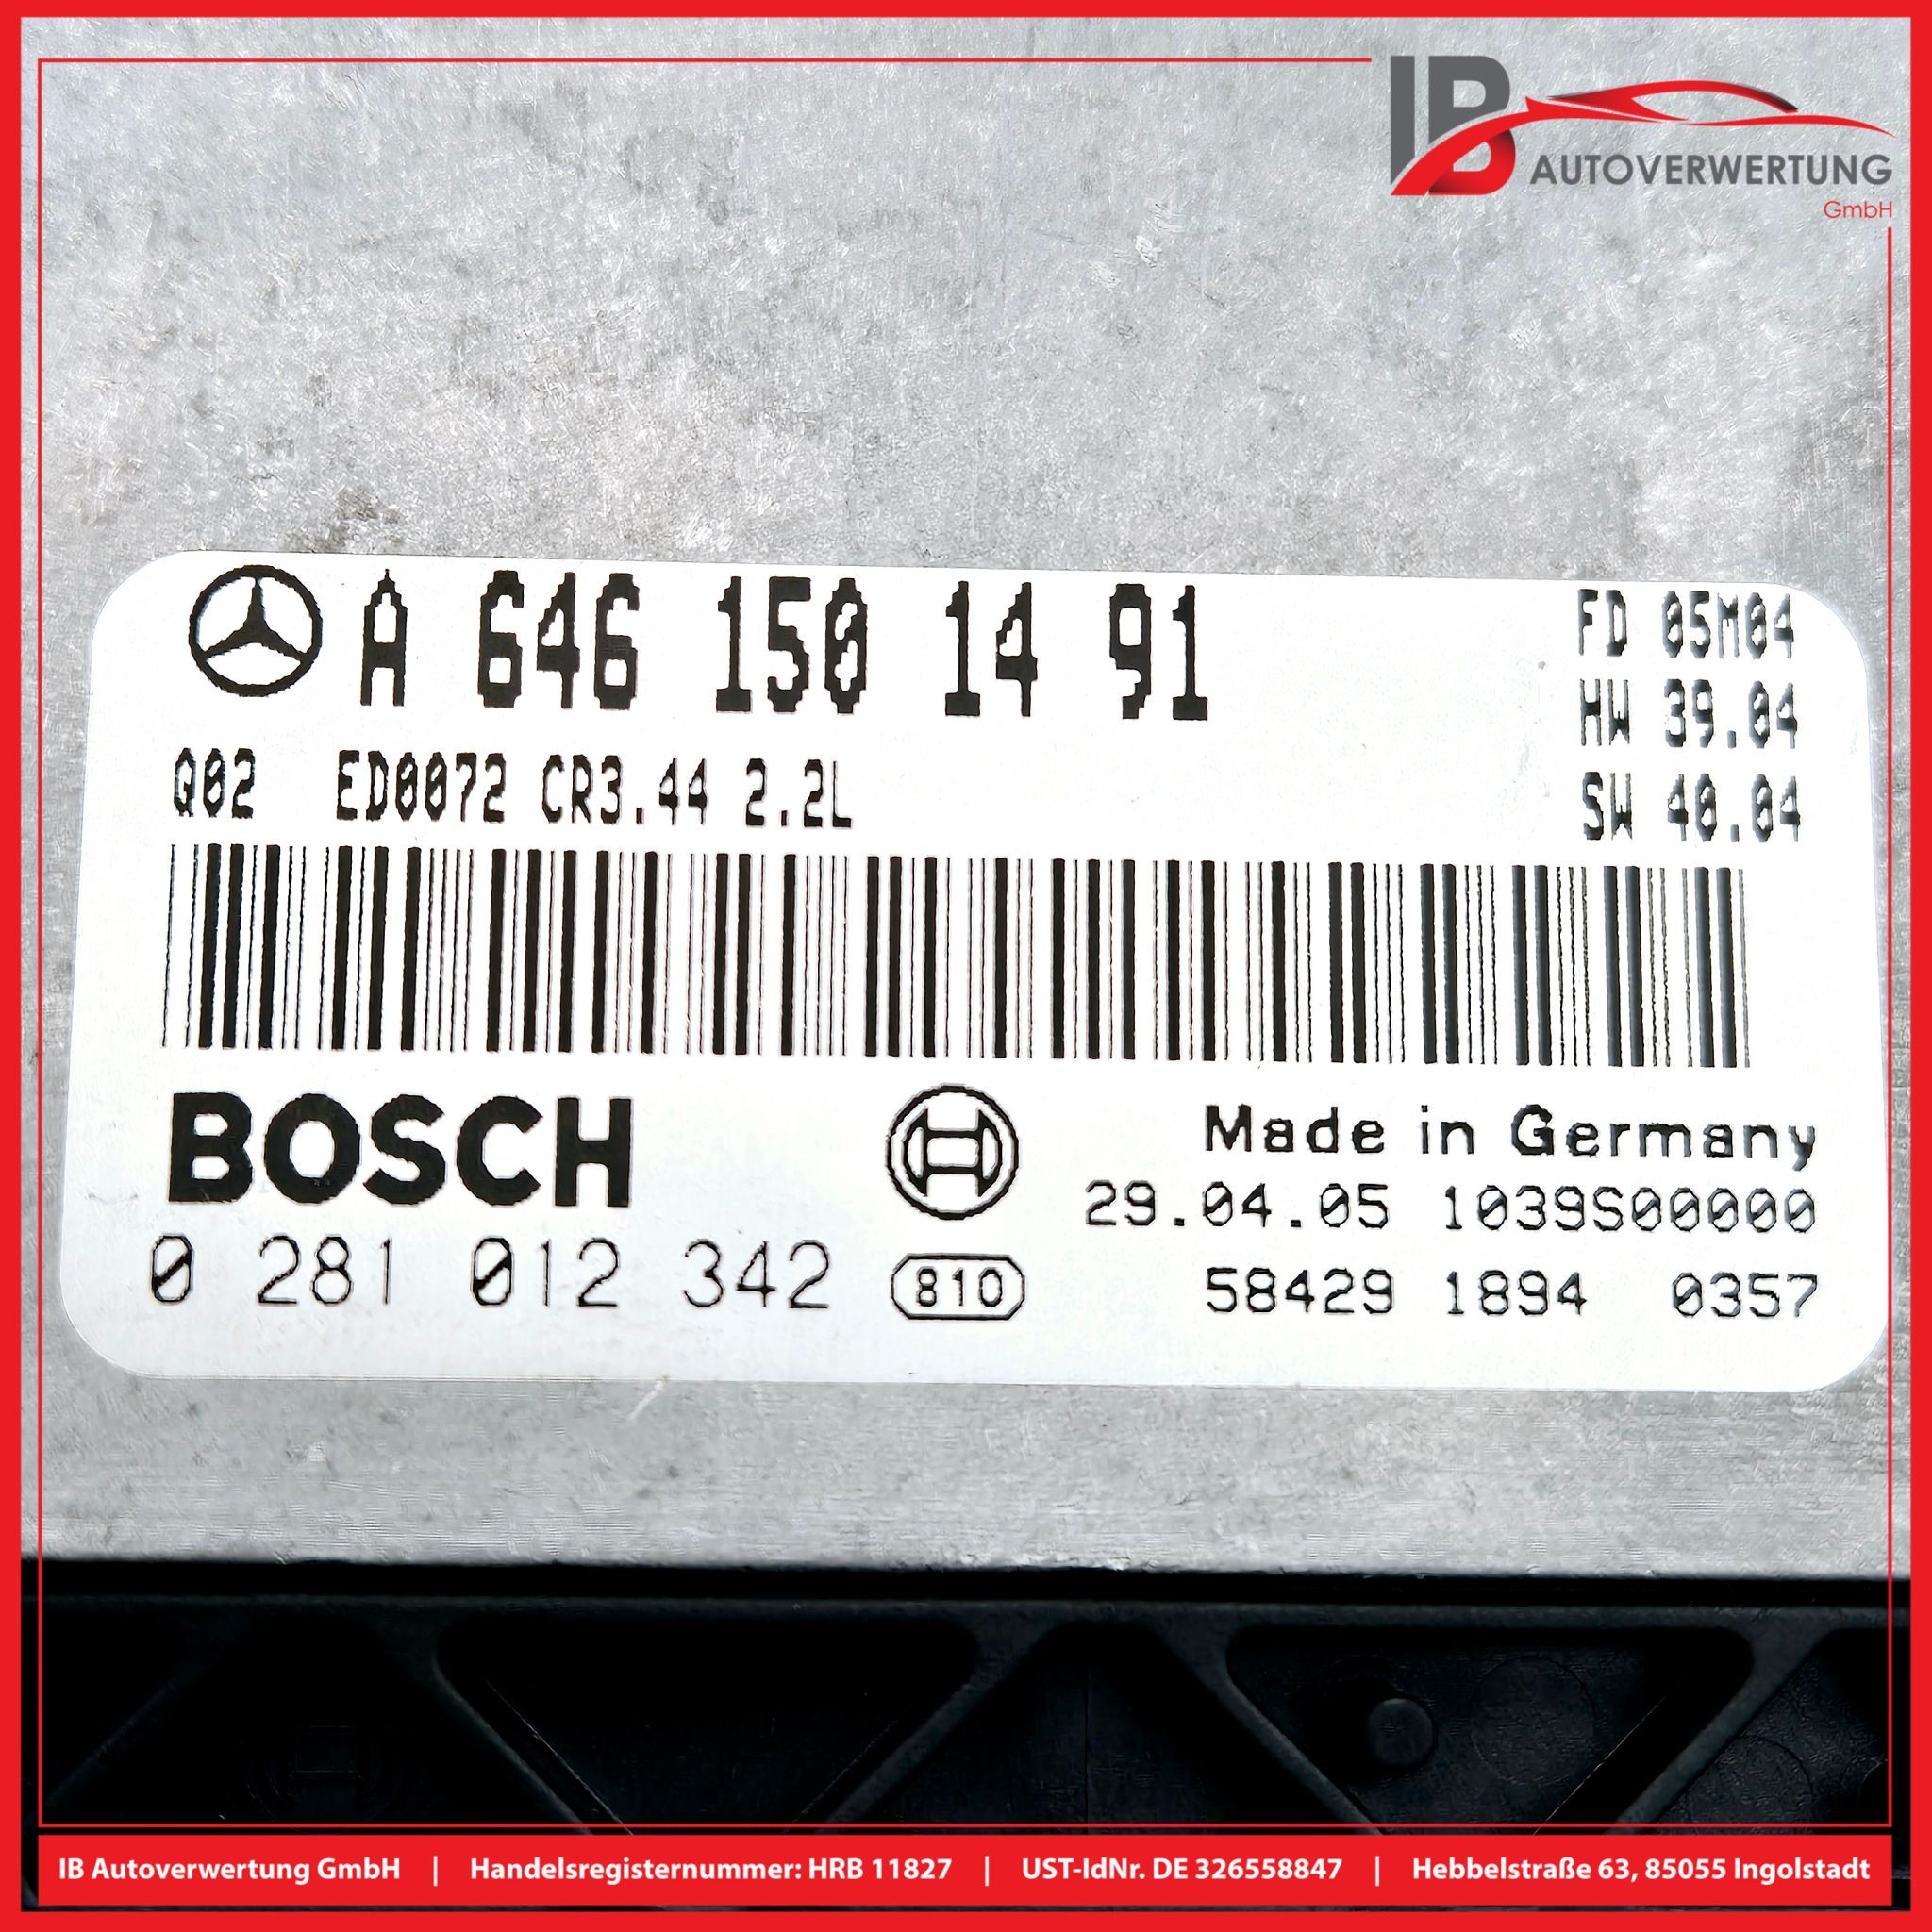 IB AUTOVERWERTUNG
GmbH
A 646 150 14 91
FD 05M04
HW 39.04
Q02 ED0072 CR3.44 2.2L
SW 40.04
BOSCH
Made in Germany
29.04.05 1039S00000
0 281 012 342
810
58429 1894 0357
IB Autoverwertung GmbH | Handelsregisternummer: HRB 11827 | UST-IdNr. DE 326558847 | Hebbelstraße 63, 85055 Ingolstadt